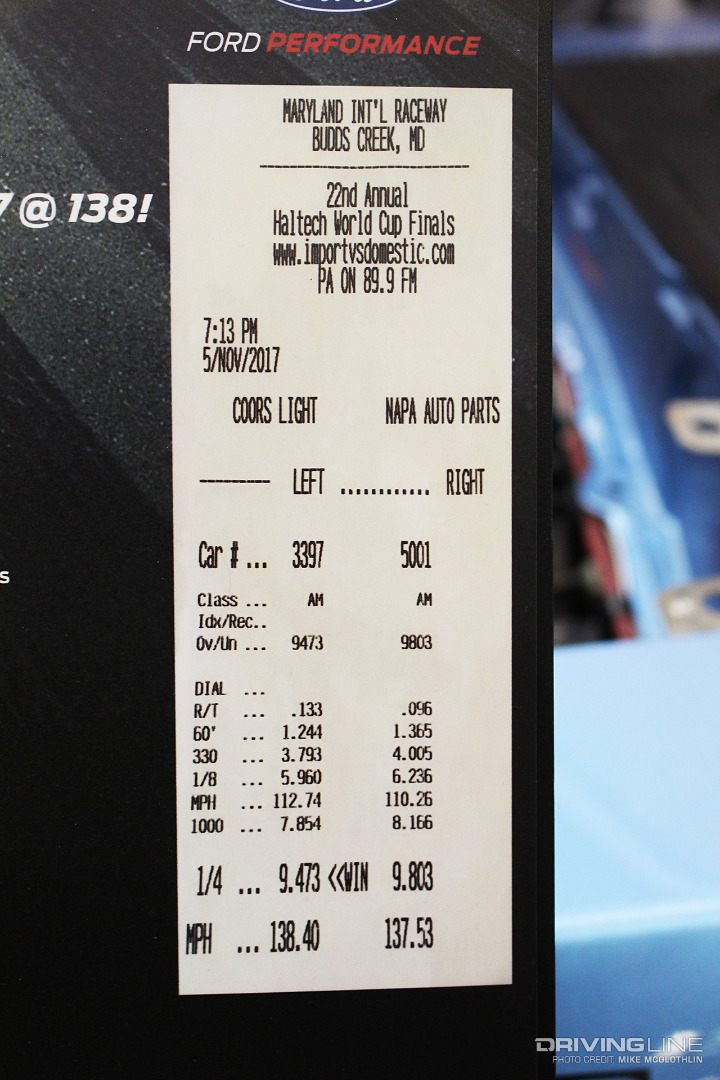 FORD PERFORMANCE
MARYLAND INT'L RACEWAY
BUDDS CREEK, MD
22nd Annual
Haltech World Cup Finals
www.importvsdomestic.com
PA ON 89.9 FM
7 @ 138!
7:13 PM
5/NOV/2017
COORS LIGHT NAPA AUTO PARTS
--------- LEFT ............ RIGHT
Car # ... 3397 5001
s
Class ... AM AM
Idx/Rec..
Ov/Un ... 9473 9803
DIAL ...
R/T ... .133 .096
60' ... 1.244 1.365
330 ... 3.793 4.005
1/8 ... 5.960 6.236
MPH ... 112.74 110.26
1000 ... 7.854 8.166
1/4 ... 9.473 <<WIN 9.803
MPH ... 138.40 137.53
DRIVINGLINE
PHOTO CREDIT: MIKE MCGLOTHLIN